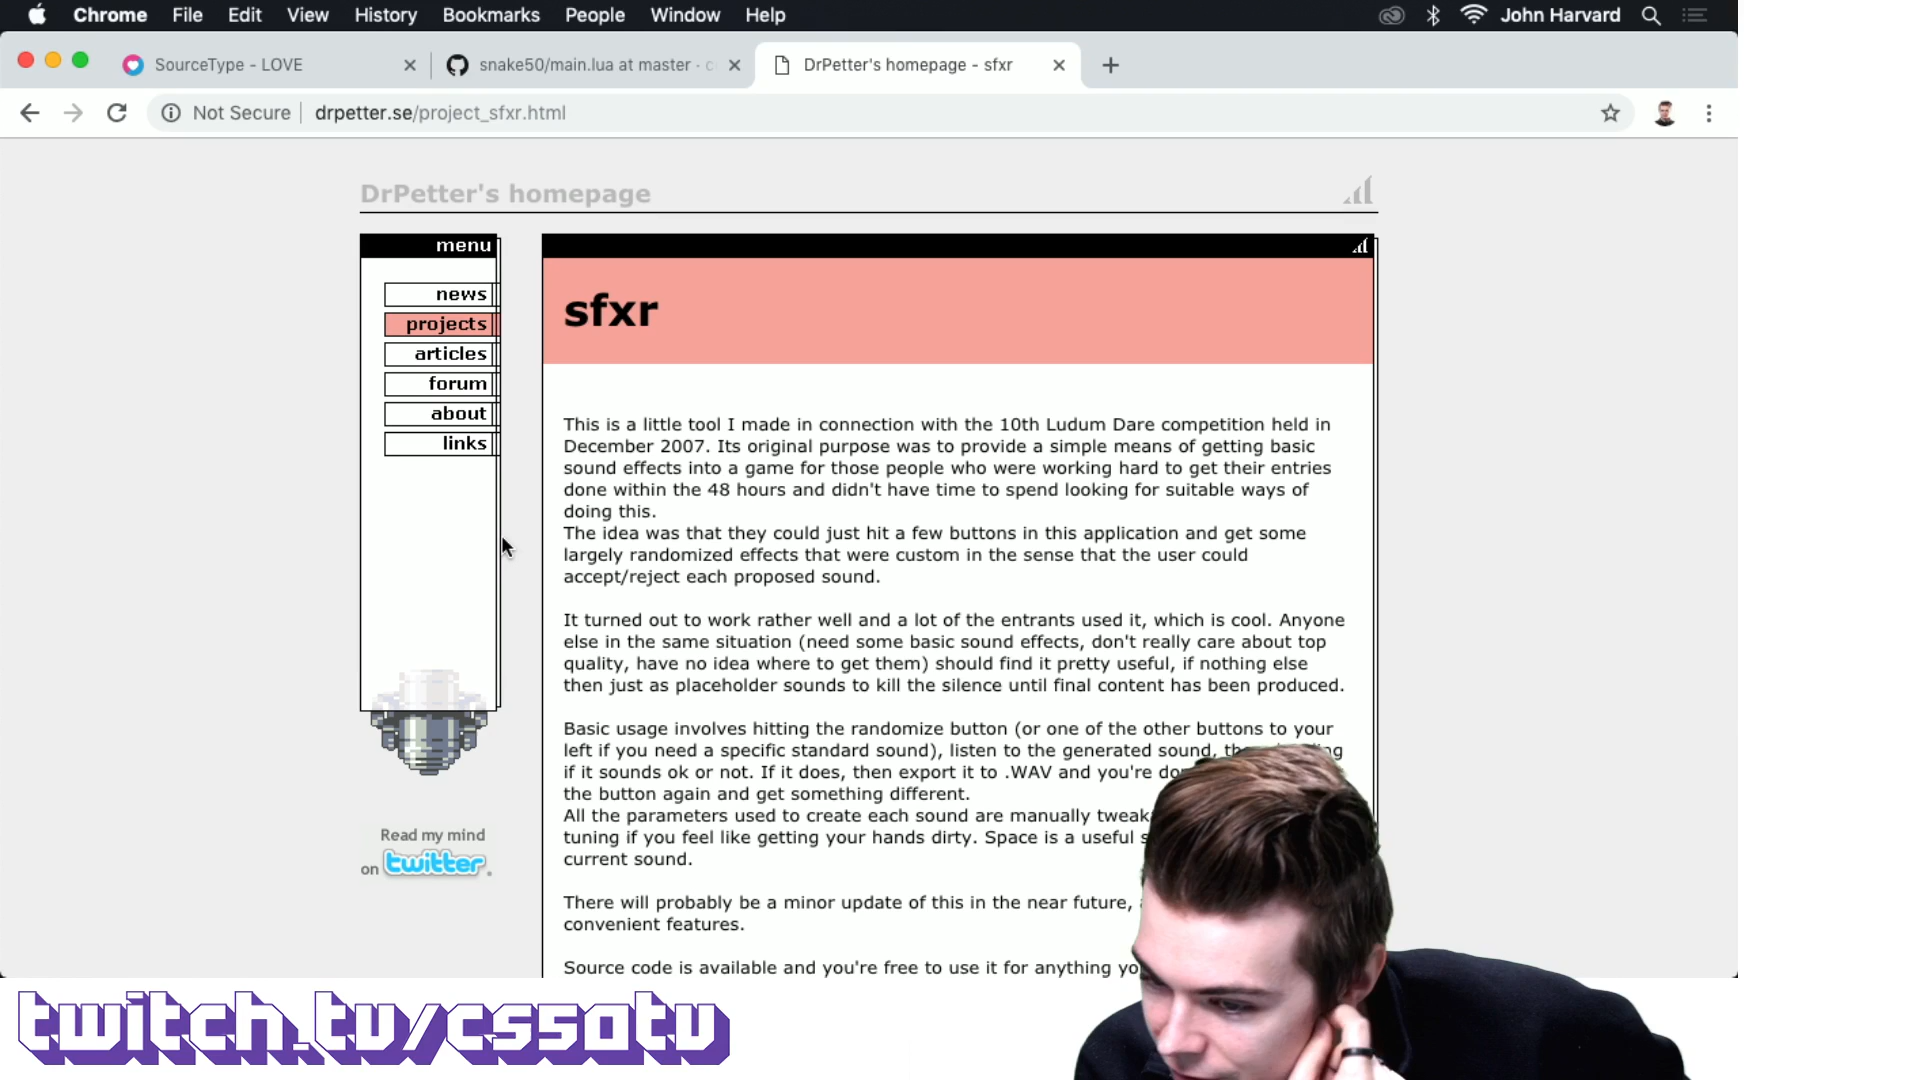 Chrome File Edit View History Bookmarks People Window Help John Harvard
SourceType - LOVE
snake50/main.lua at master · c
DrPetter's homepage - sfxr
Not Secure drpetter.se/project_sfxr.html
DrPetter's homepage
menu
news
projects
articles
forum
about
links
Read my mind
on twitter.
sfxr
This is a little tool I made in connection with the 10th Ludum Dare competition held in
December 2007. Its original purpose was to provide a simple means of getting basic
sound effects into a game for those people who were working hard to get their entries
done within the 48 hours and didn't have time to spend looking for suitable ways of
doing this.
The idea was that they could just hit a few buttons in this application and get some
largely randomized effects that were custom in the sense that the user could
accept/reject each proposed sound.
It turned out to work rather well and a lot of the entrants used it, which is cool. Anyone
else in the same situation (need some basic sound effects, don't really care about top
quality, have no idea where to get them) should find it pretty useful, if nothing else
then just as placeholder sounds to kill the silence until final content has been produced.
Basic usage involves hitting the randomize button (or one of the other buttons to your
left if you need a specific standard sound), listen to the generated sound,
if it sounds ok or not. If it does, then export it to .WAV and you're
the button again and get something different.
All the parameters used to create each sound are manually
tuning if you feel like getting your hands dirty. Space is a useful
current sound.
There will probably be a minor update of this in the near future,
convenient features.
Source code is available and you're free to use it for anything
twitch.tv/cs50tv